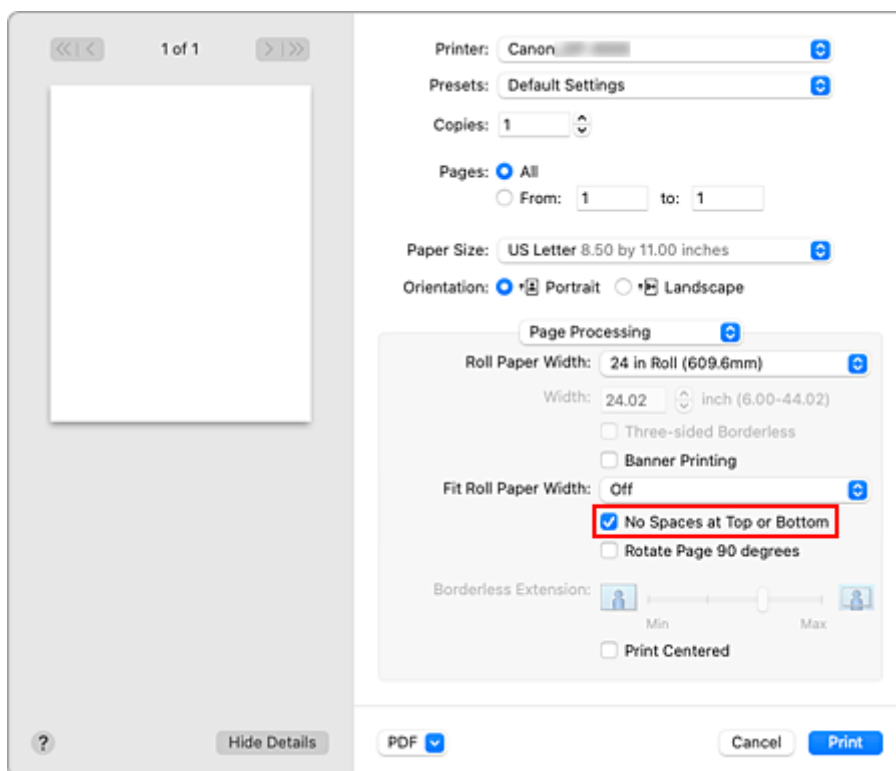 1 of 1
Printer: Canon
Presets: Default Settings
Copies: 1
Pages: All
From: 1 to: 1
Paper Size: US Letter 8.50 by 11.00 inches
Orientation: Portrait Landscape
Page Processing
Roll Paper Width: 24 in Roll (609.6mm)
Width: 24.02 inch (6.00-44.02)
Three-sided Borderless
Banner Printing
Fit Roll Paper Width: Off
No Spaces at Top or Bottom
Rotate Page 90 degrees
Borderless Extension:
Min Max
Print Centered
? Hide Details PDF Cancel Print